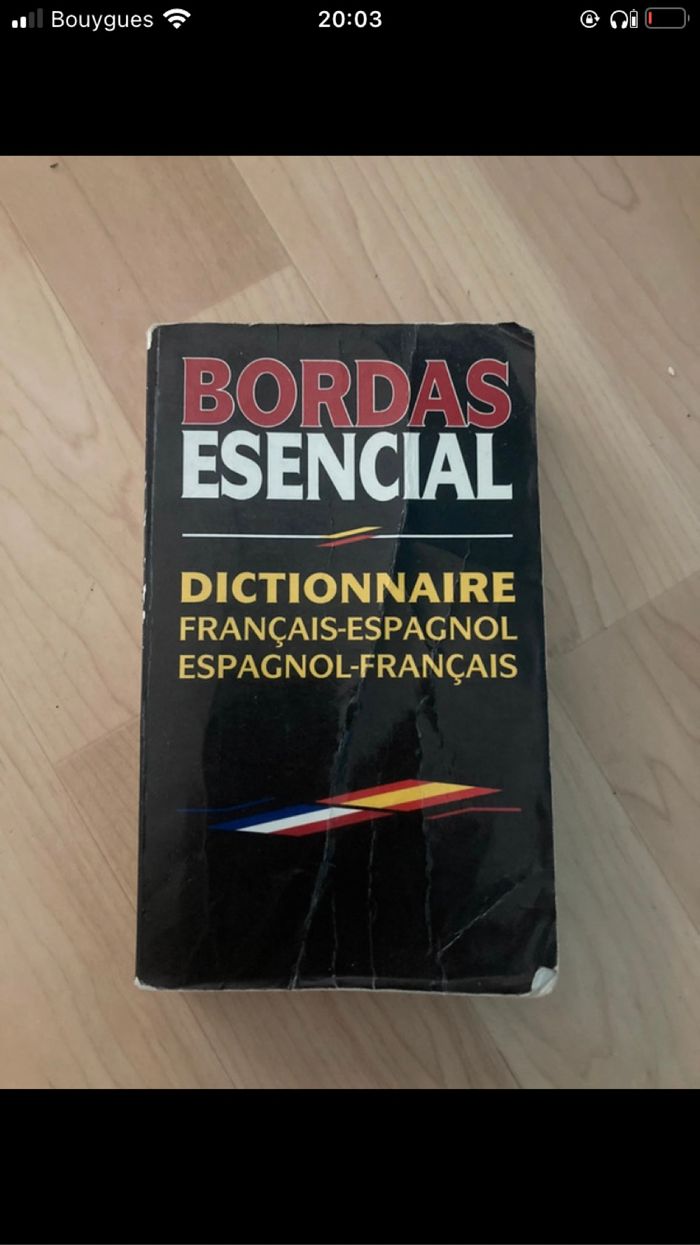 Bouygues 20:03
BORDAS
ESENCIAL
DICTIONNAIRE
FRANÇAIS-ESPAGNOL
ESPAGNOL-FRANÇAIS